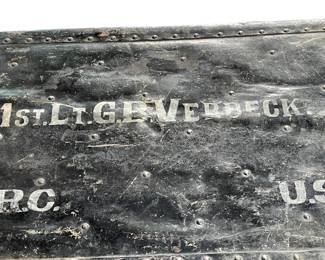 1ST. LT. G.F. VERBECK
R.C. U.S